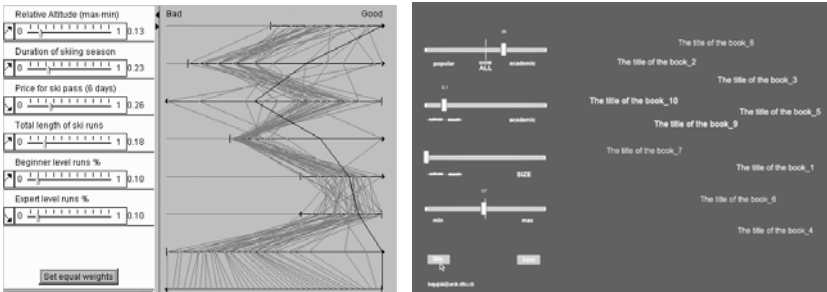 Relative Altitude (max-min)
0 1 0.13
Duration of skiing season
0 1 0.23
Price for ski pass (6 days)
0 1 0.26
Total length of ski runs
0 1 0.18
Beginner level runs %
0 1 0.10
Expert level runs %
0 1 0.10
Set equal weights
Bad Good
popular
ALL
academic
academic
SIZE
min max
The title of the book_8
The title of the book_2
The title of the book_3
The title of the book_10
The title of the book_5
The title of the book_9
The title of the book_7
The title of the book_1
The title of the book_6
The title of the book_4